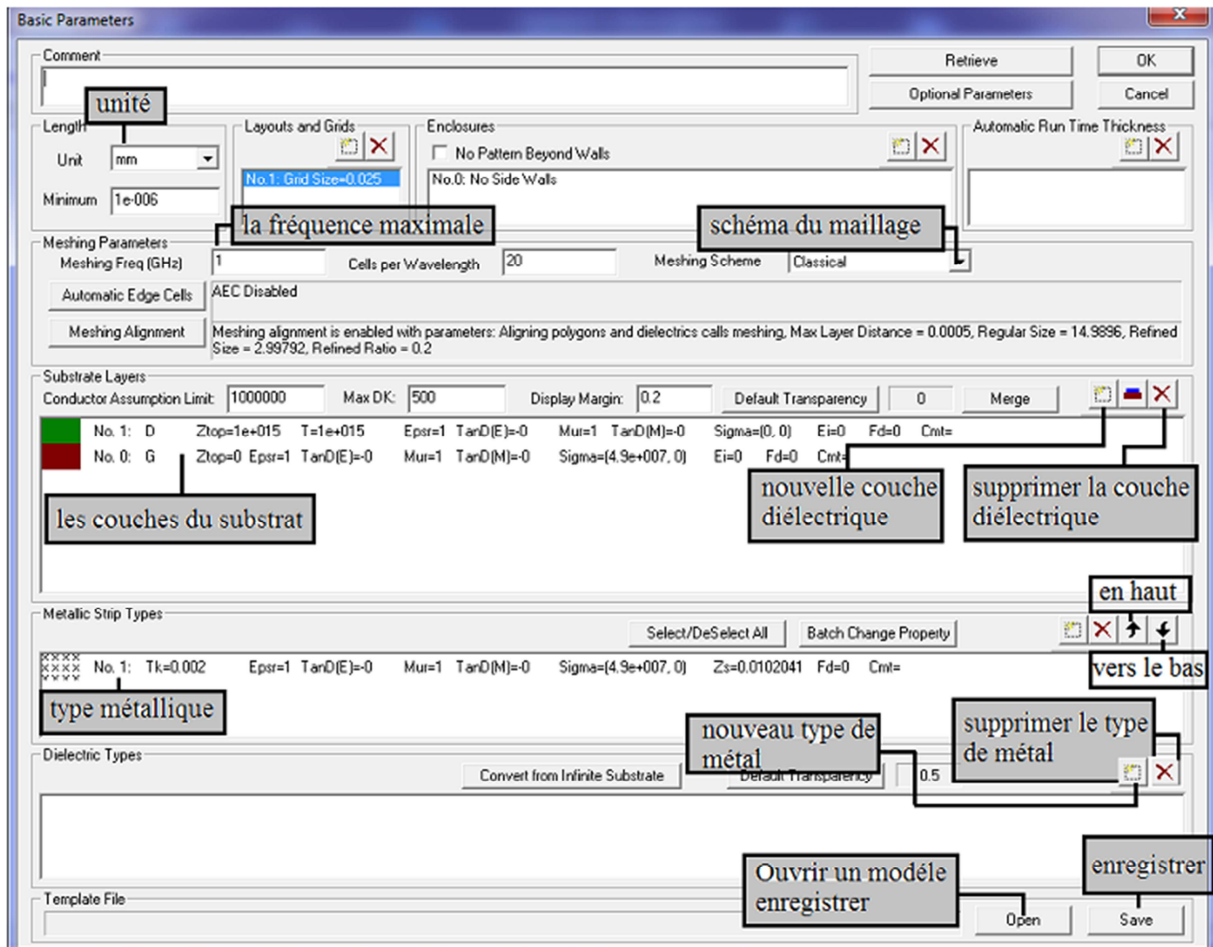 Basic Parameters
x
Comment
Retrieve
OK
Optional Parameters
Cancel
unité
Length
Unit
mm
Minimum
1e-006
Layouts and Grids
No.1: Grid Size=0.025
Enclosures
No Pattern Beyond Walls
No.0: No Side Walls
Automatic Run Time Thickness
la fréquence maximale
schéma du maillage
Meshing Parameters
Meshing Freq (GHz)
1
Cells per Wavelength
20
Meshing Scheme
Classical
Automatic Edge Cells
AEC Disabled
Meshing Alignment
Meshing alignment is enabled with parameters: Aligning polygons and dielectrics calls meshing, Max Layer Distance = 0.0005, Regular Size = 14.9896, Refined
Size = 2.99792, Refined Ratio = 0.2
Substrate Layers
Conductor Assumption Limit:
1000000
Max DK:
500
Display Margin:
0.2
Default Transparency
0
Merge
No. 1: D Ztop=1e+015 T=1e+015 Epsr=1 TanD(E)=-0 Mur=1 TanD(M)=-0 Sigma=(0, 0) Ei=0 Fd=0 Cmt=
No. 0: G Ztop=0 Epsr=1 TanD(E)=-0 Mur=1 TanD(M)=-0 Sigma=(4.9e+007, 0) Ei=0 Fd=0 Cmt=
les couches du substrat
nouvelle couche
diélectrique
supprimer la couche
diélectrique
en haut
Metallic Strip Types
Select/DeSelect All
Batch Change Property
No. 1: Tk=0.002 Epsr=1 TanD(E)=-0 Mur=1 TanD(M)=-0 Sigma=(4.9e+007, 0) Zs=0.0102041 Fd=0 Cmt=
vers le bas
type métallique
nouveau type de
métal
supprimer le type
de métal
Dielectric Types
Convert from Infinite Substrate
Default Transparency
0.5
Ouvrir un modéle
enregistrer
enregistrer
Template File
Open
Save